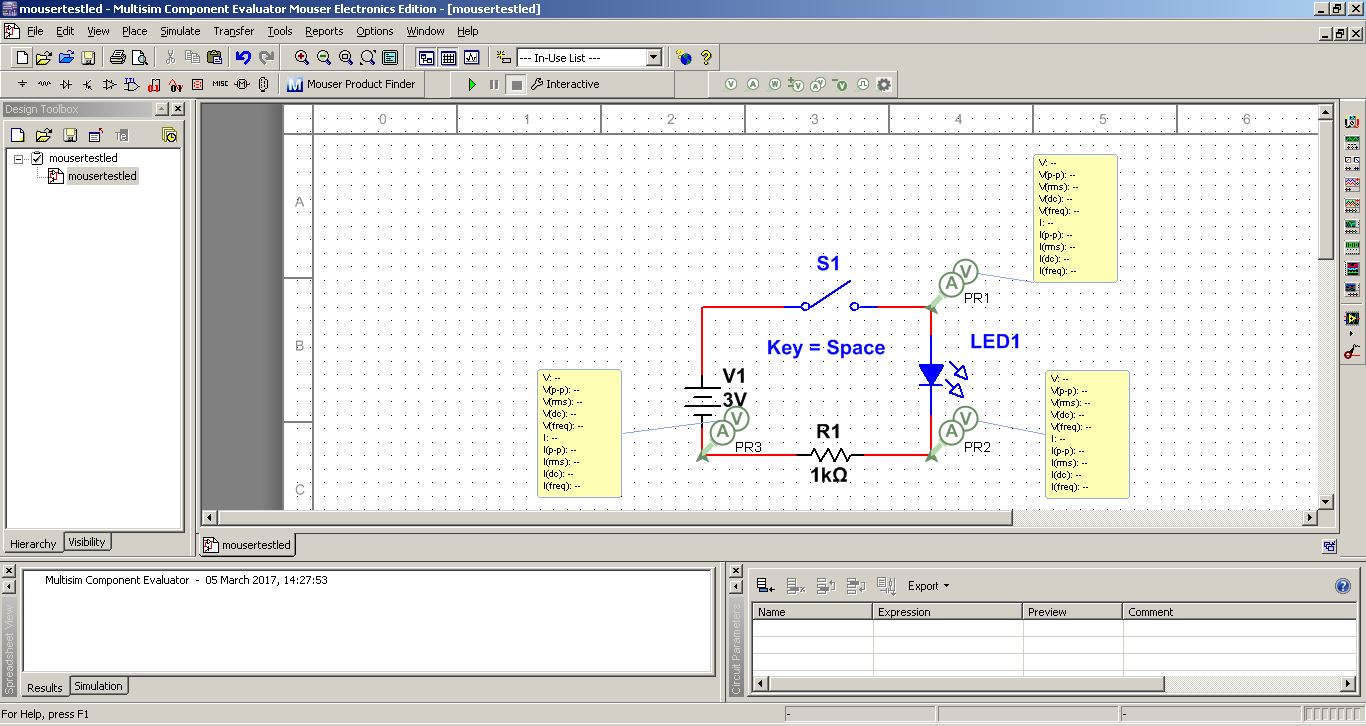 mousertestled - Multisim Component Evaluator Mouser Electronics Edition - [mousertestled]
File Edit View Place Simulate Transfer Tools Reports Options Window Help
--- In-Use List ---
MISC
M Mouser Product Finder
Interactive
V A W V V V
Design Toolbox
mousertestled
mousertestled
Hierarchy Visibility
0 1 2 3 4 5 6
A
B
C
V: --
V(p-p): --
V(rms): --
V(dc): --
V(freq): --
I: --
I(p-p): --
I(rms): --
I(dc): --
I(freq): --
S1
V
A
PR1
Key = Space
LED1
V1
3V
V: --
V(p-p): --
V(rms): --
V(dc): --
V(freq): --
I: --
I(p-p): --
I(rms): --
I(dc): --
I(freq): --
V
A
PR3
R1
1kΩ
V
A
PR2
V: --
V(p-p): --
V(rms): --
V(dc): --
V(freq): --
I: --
I(p-p): --
I(rms): --
I(dc): --
I(freq): --
mousertestled
Spreadsheet View
Multisim Component Evaluator - 05 March 2017, 14:27:53
Results Simulation
Circuit Parameters
Export
Name Expression Preview Comment
For Help, press F1
- -